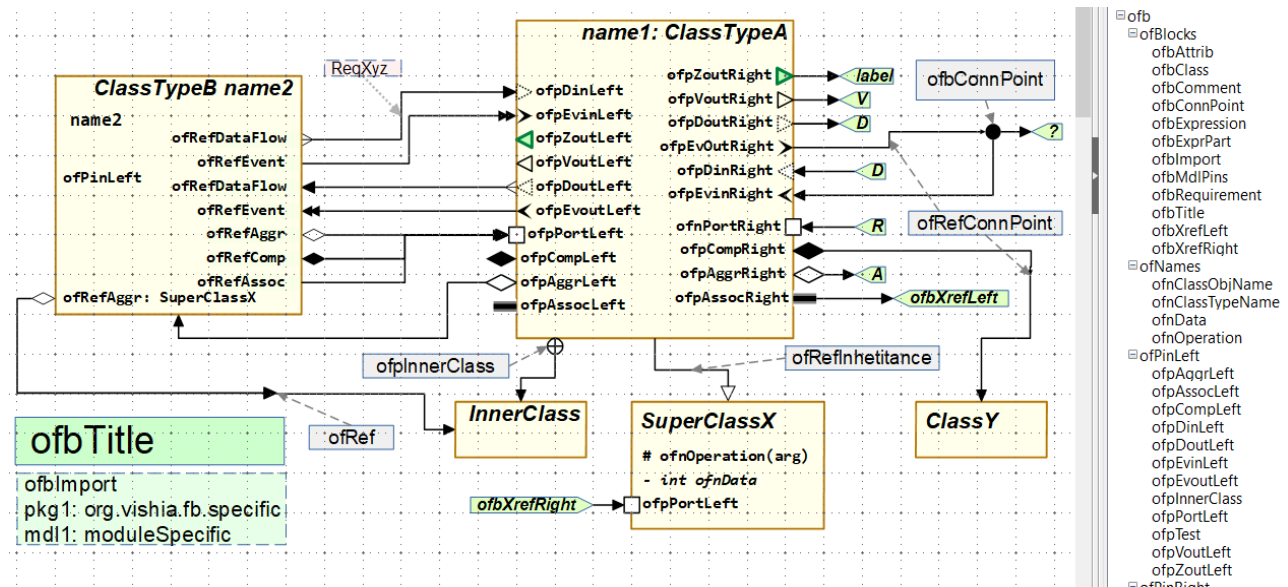 name1: ClassTypeA
ReqXyz
ClassTypeB name2
name2
ofPinLeft
ofRefDataFlow
ofRefEvent
ofRefDataFlow
ofRefEvent
ofRefAggr
ofRefComp
ofRefAssoc
ofRefAggr: SuperClassX
ofpDinLeft
ofpEvinLeft
ofpZoutLeft
ofpVoutLeft
ofpDoutLeft
ofpEvoutLeft
ofpPortLeft
ofpCompLeft
ofpAggrLeft
ofpAssocLeft
ofpZoutRight
ofpVoutRight
ofpDoutRight
ofpEvOutRight
ofpDinRight
ofpEvinRight
ofnPortRight
ofpCompRight
ofpAggrRight
ofpAssocRight
label
V
D
D
R
A
ofbXrefLeft
ofbConnPoint
?
ofRefConnPoint
ofpInnerClass
ofRefInhetitance
ofRef
InnerClass
SuperClassX
# ofnOperation(arg)
- int ofnData
ofpPortLeft
ofbXrefRight
ClassY
ofbTitle
ofbImport
pkg1: org.vishia.fb.specific
mdl1: moduleSpecific
ofb
ofBlocks
ofbAttrib
ofbClass
ofbComment
ofbConnPoint
ofbExpression
ofbExprPart
ofbImport
ofbMdlPins
ofbRequirement
ofbTitle
ofbXrefLeft
ofbXrefRight
ofNames
ofnClassObjName
ofnClassTypeName
ofnData
ofnOperation
ofPinLeft
ofpAggrLeft
ofpAssocLeft
ofpCompLeft
ofpDinLeft
ofpDoutLeft
ofpEvinLeft
ofpEvoutLeft
ofpInnerClass
ofpPortLeft
ofpTest
ofpVoutLeft
ofpZoutLeft
ofPinRight